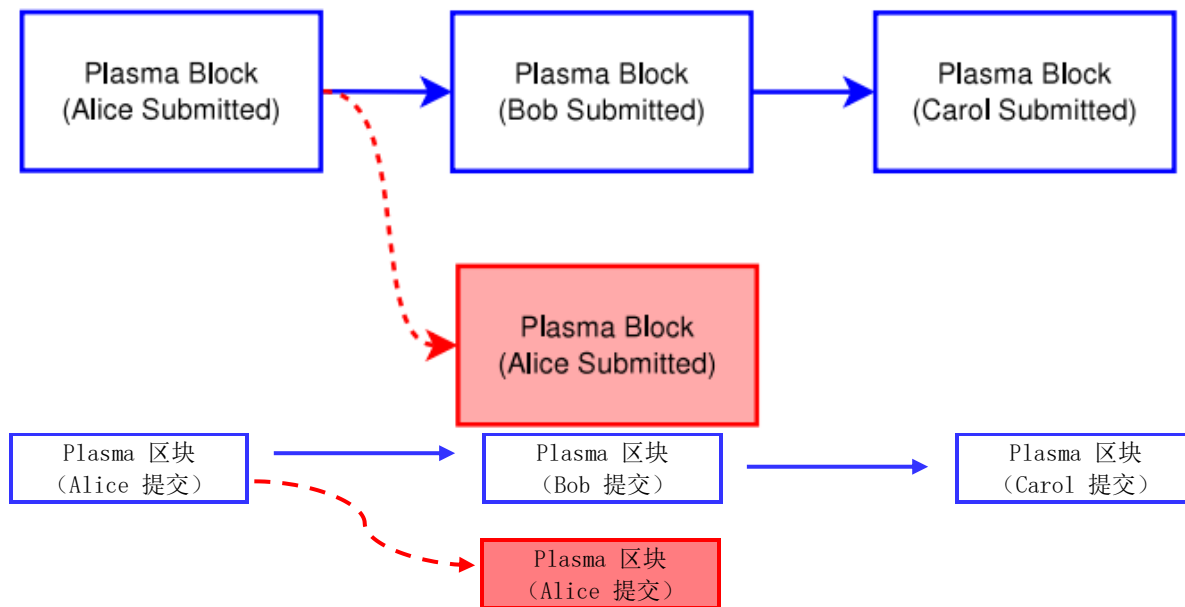 Plasma Block
(Alice Submitted)
Plasma Block
(Bob Submitted)
Plasma Block
(Carol Submitted)
Plasma Block
(Alice Submitted)
Plasma 区块
（Alice 提交）
Plasma 区块
（Bob 提交）
Plasma 区块
（Carol 提交）
Plasma 区块
（Alice 提交）